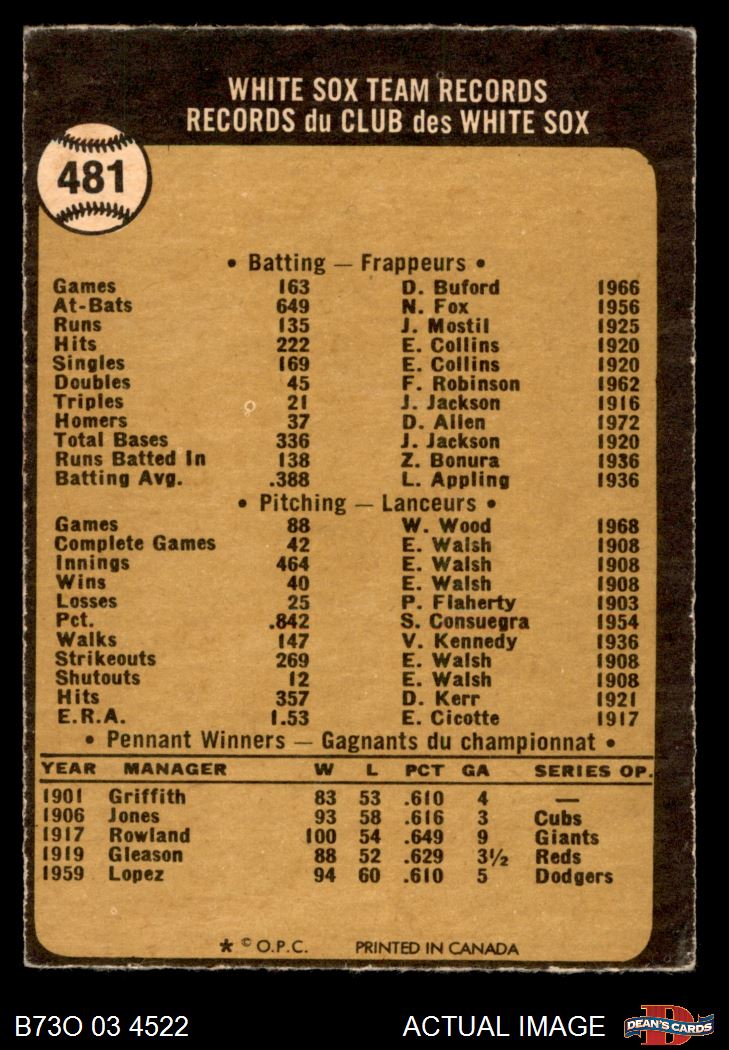 WHITE SOX TEAM RECORDS
RECORDS du CLUB des WHITE SOX
481
• Batting — Frappeurs •
Games 163 D. Buford 1966
At-Bats 649 N. Fox 1956
Runs 135 J. Mostil 1925
Hits 222 E. Collins 1920
Singles 169 E. Collins 1920
Doubles 45 F. Robinson 1962
Triples 21 J. Jackson 1916
Homers 37 D. Allen 1972
Total Bases 336 J. Jackson 1920
Runs Batted In 138 Z. Bonura 1936
Batting Avg. .388 L. Appling 1936
• Pitching — Lanceurs •
Games 88 W. Wood 1968
Complete Games 42 E. Walsh 1908
Innings 464 E. Walsh 1908
Wins 40 E. Walsh 1908
Losses 25 P. Flaherty 1903
Pct. .842 S. Consuegra 1954
Walks 147 V. Kennedy 1936
Strikeouts 269 E. Walsh 1908
Shutouts 12 E. Walsh 1908
Hits 357 D. Kerr 1921
E.R.A. 1.53 E. Cicotte 1917
• Pennant Winners — Gagnants du championnat •
YEAR MANAGER W L PCT GA SERIES OP.
1901 Griffith 83 53 .610 4 —
1906 Jones 93 58 .616 3 Cubs
1917 Rowland 100 54 .649 9 Giants
1919 Gleason 88 52 .629 3½ Reds
1959 Lopez 94 60 .610 5 Dodgers
* © O.P.C. PRINTED IN CANADA
B73O 03 4522 ACTUAL IMAGE D DEAN'S CARDS